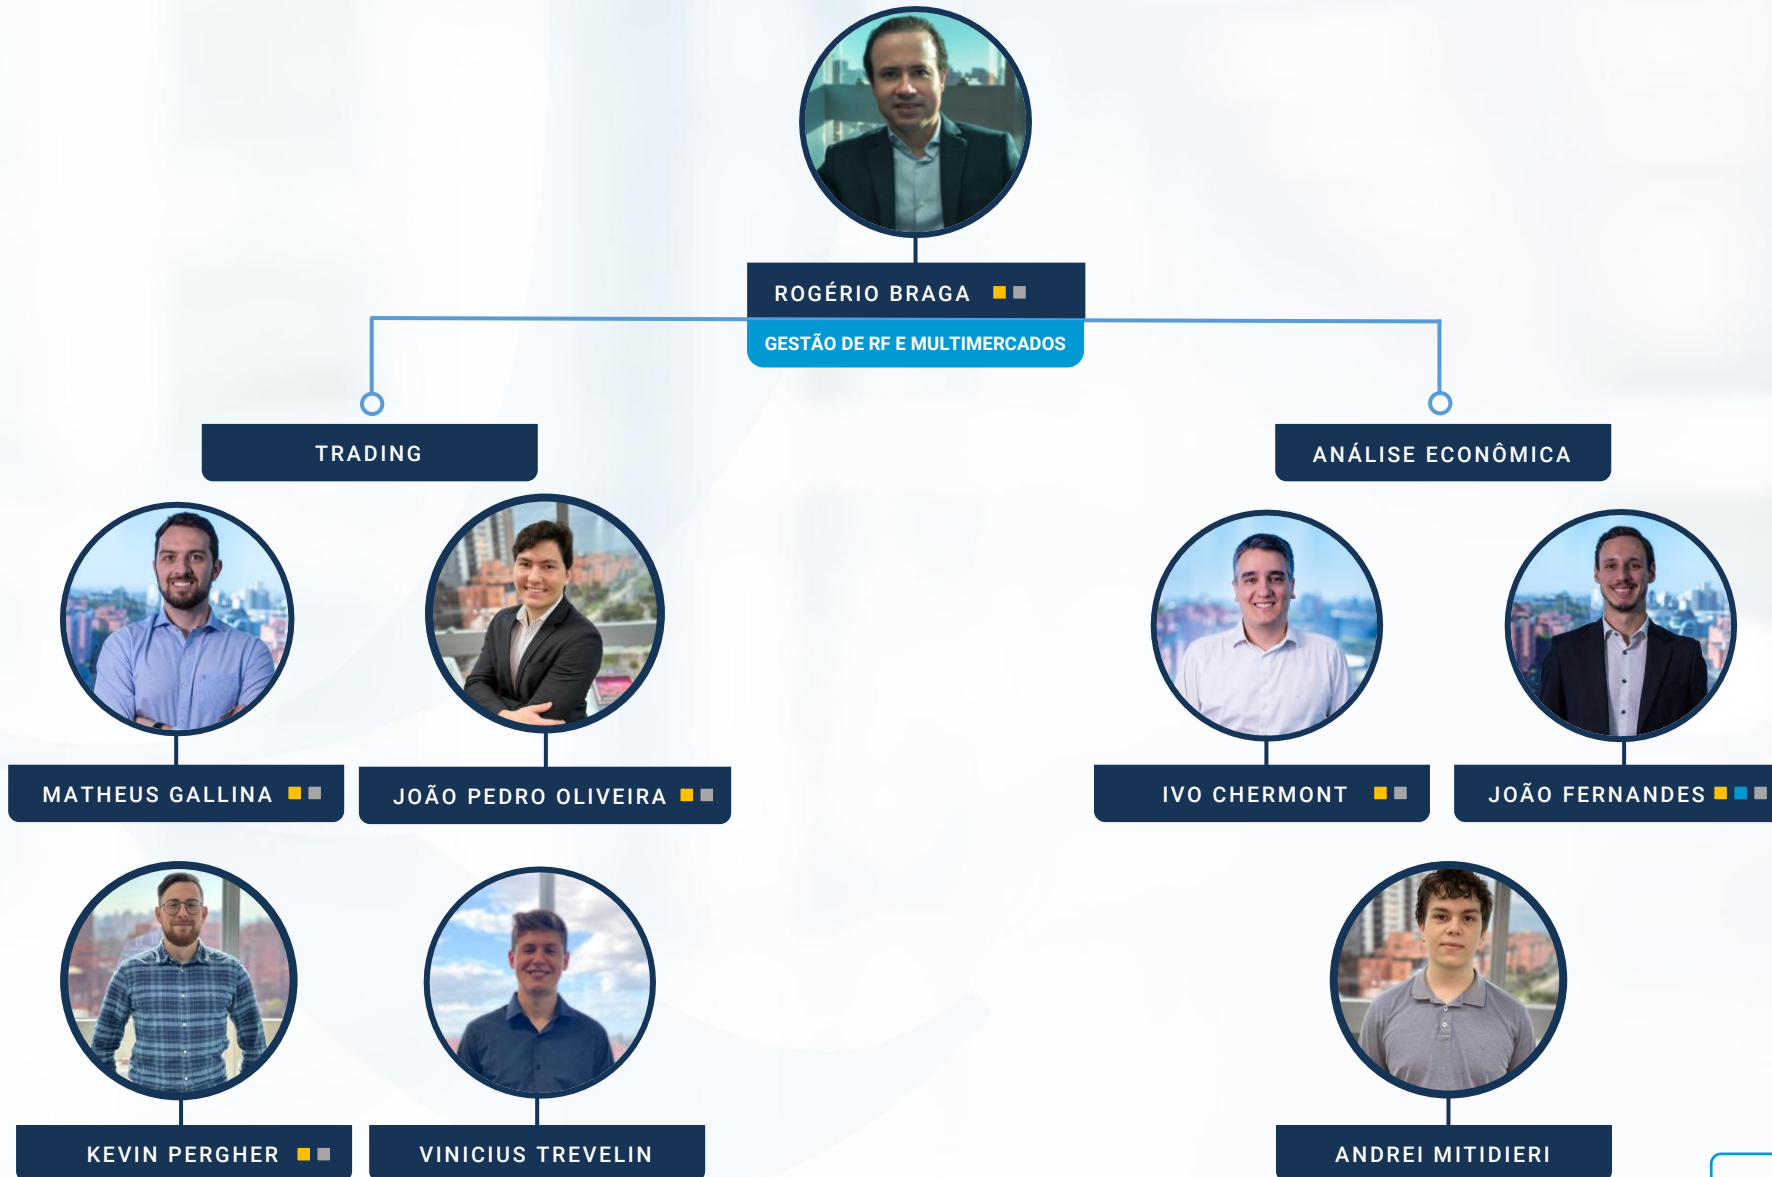 ROGÉRIO BRAGA
GESTÃO DE RF E MULTIMERCADOS
TRADING
ANÁLISE ECONÔMICA
MATHEUS GALLINA
JOÃO PEDRO OLIVEIRA
IVO CHERMONT
JOÃO FERNANDES
KEVIN PERGHER
VINICIUS TREVELIN
ANDREI MITIDIERI